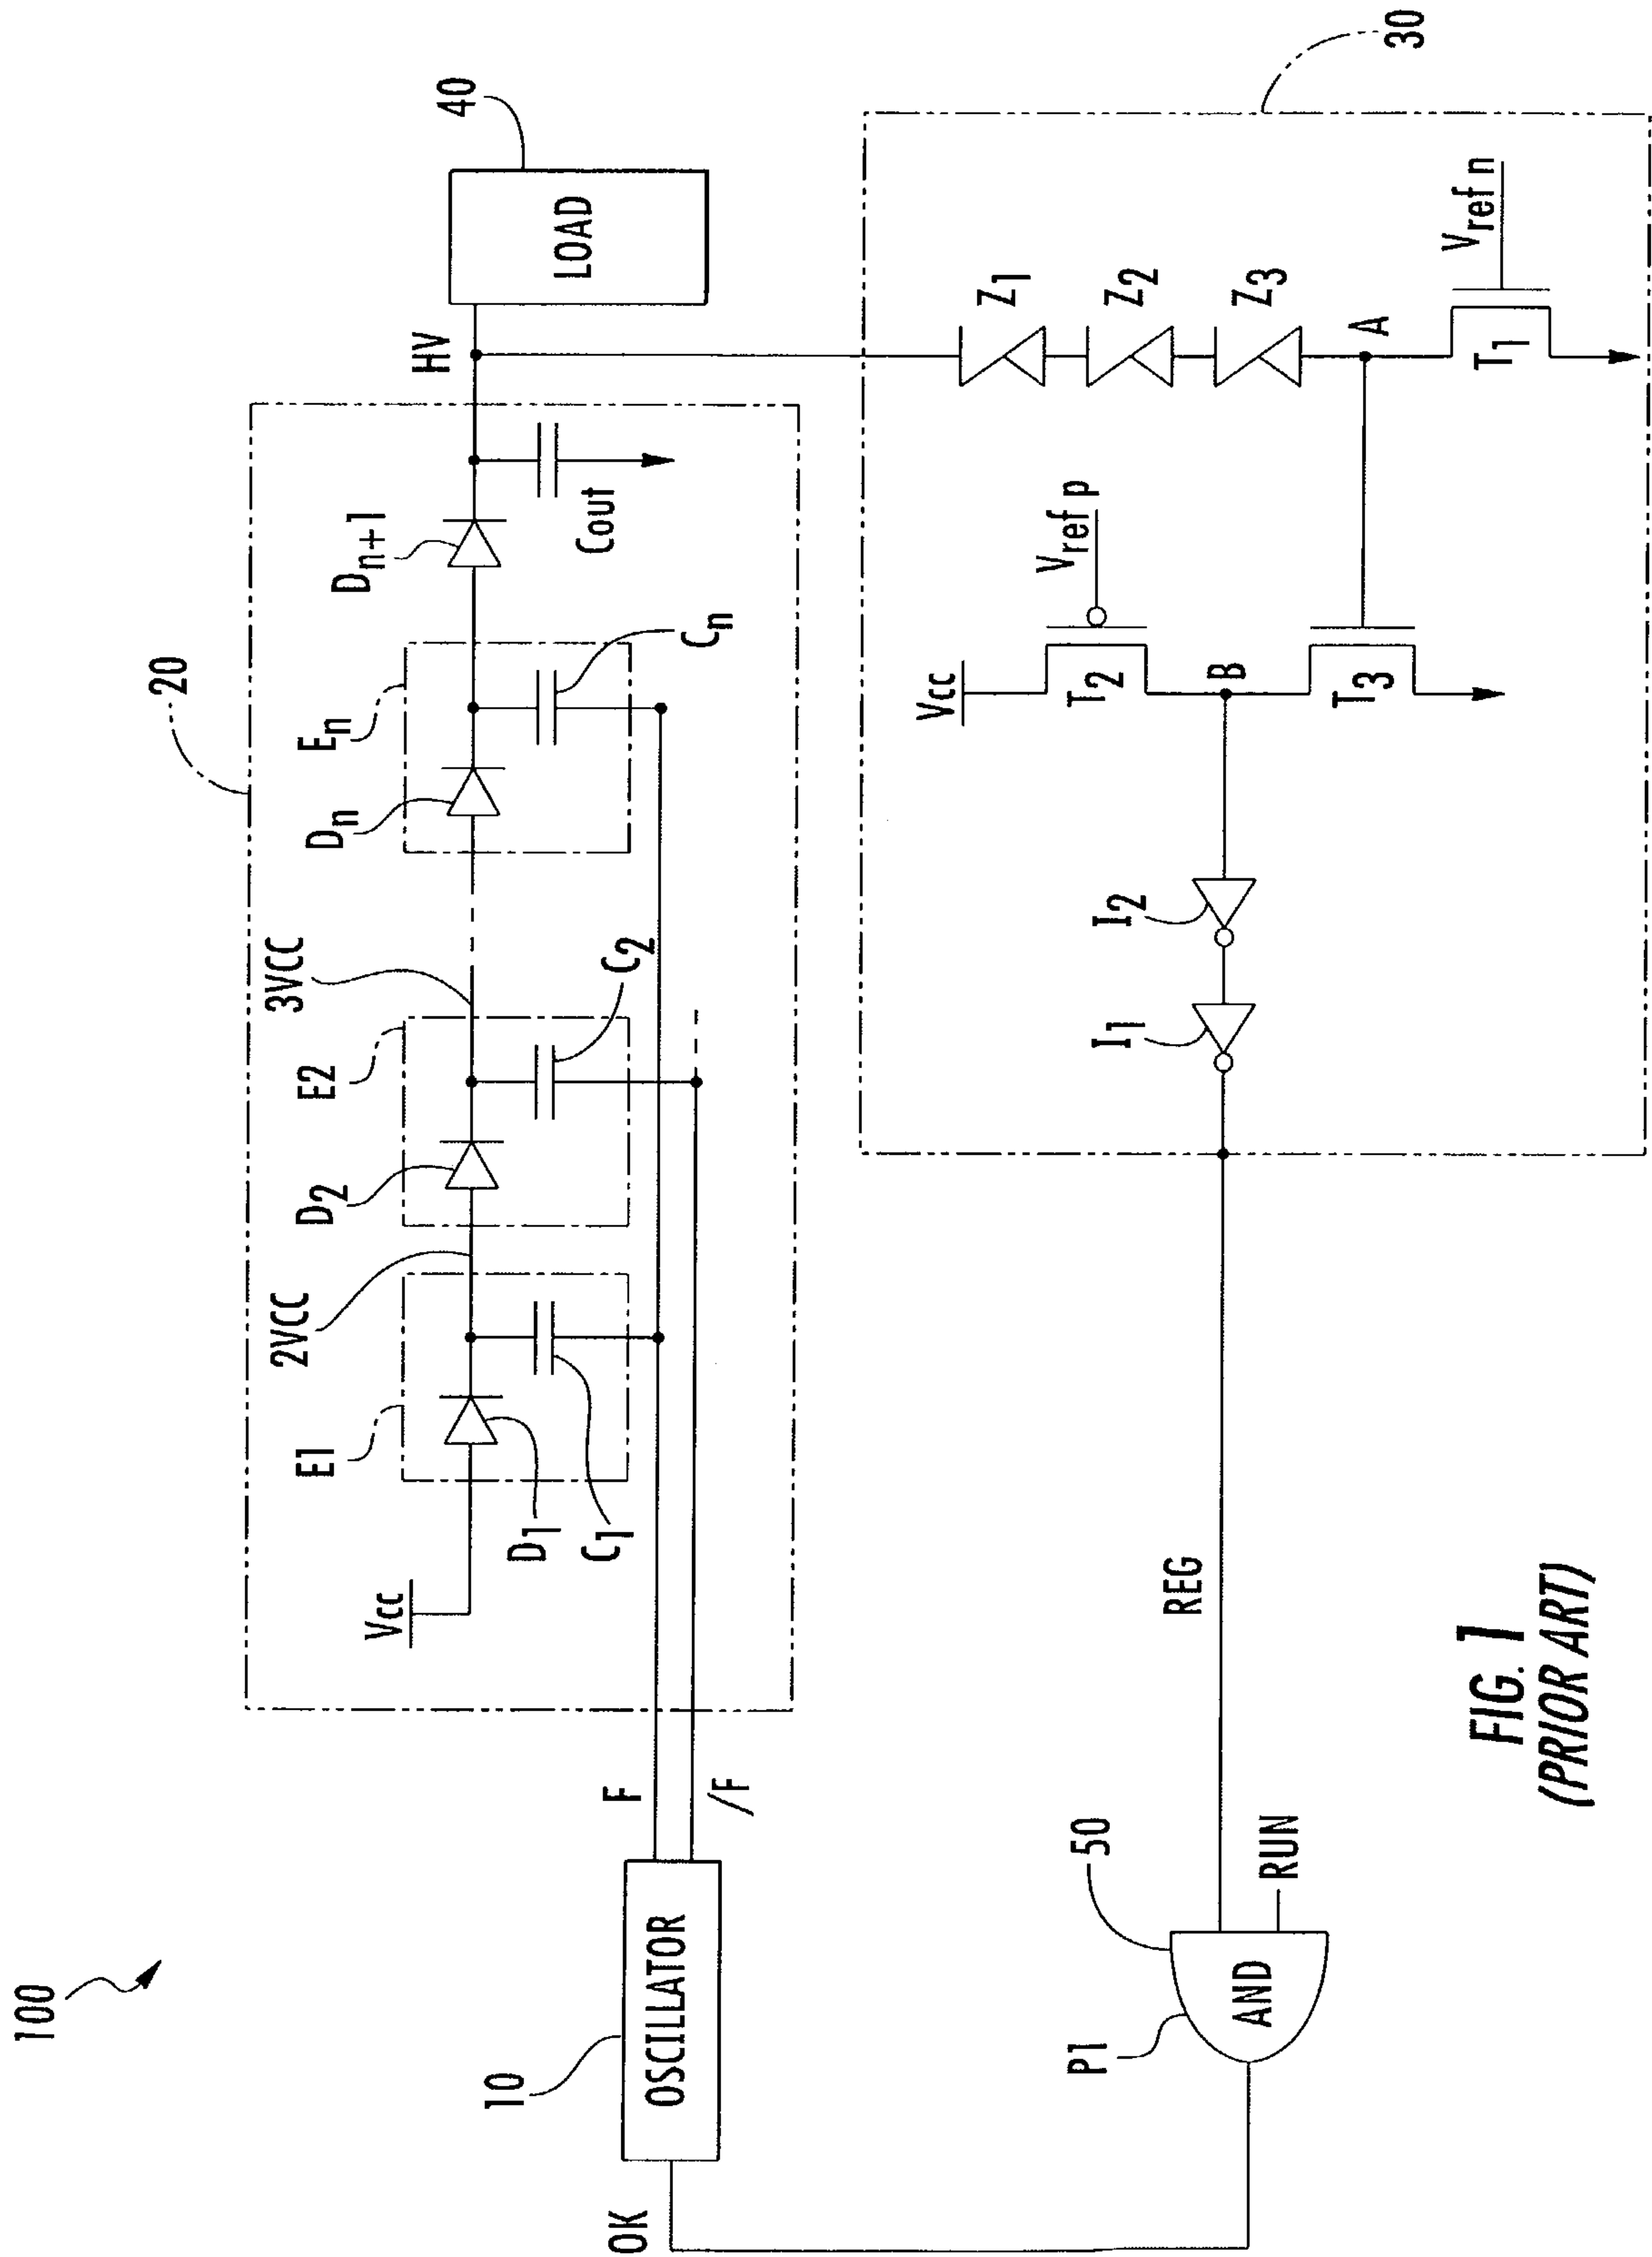 100
20
40
30
10
50
OSCILLATOR
OK
F
/F
Vcc
E1
D1
C1
2VCC
E2
D2
C2
3VCC
En
Dn
Cn
Dn+1
Cout
HV
LOAD
Z1
Z2
Z3
A
T1
Vref n
Vcc
T2
Vref p
B
T3
I2
I1
REG
RUN
AND
P1
FIG. 1
(PRIOR ART)